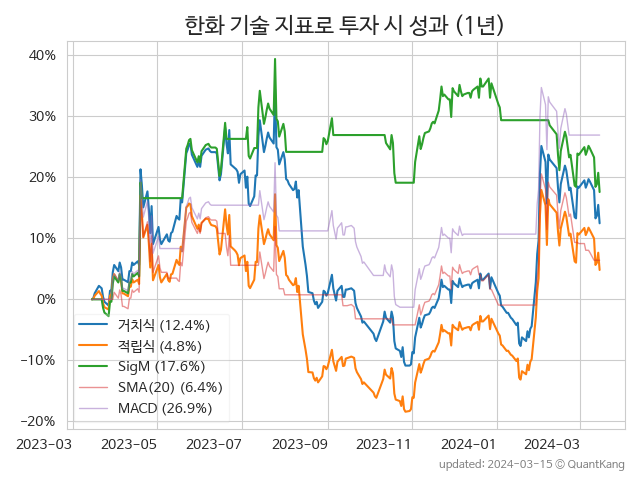 한화 기술 지표로 투자 시 성과 (1년)
40%
30%
20%
10%
0%
−10%
−20%
거치식 (12.4%)
적립식 (4.8%)
SigM (17.6%)
SMA(20) (6.4%)
MACD (26.9%)
2023−03 2023−05 2023−07 2023−09 2023−11 2024−01 2024−03
updated: 2024-03-15 © QuantKang